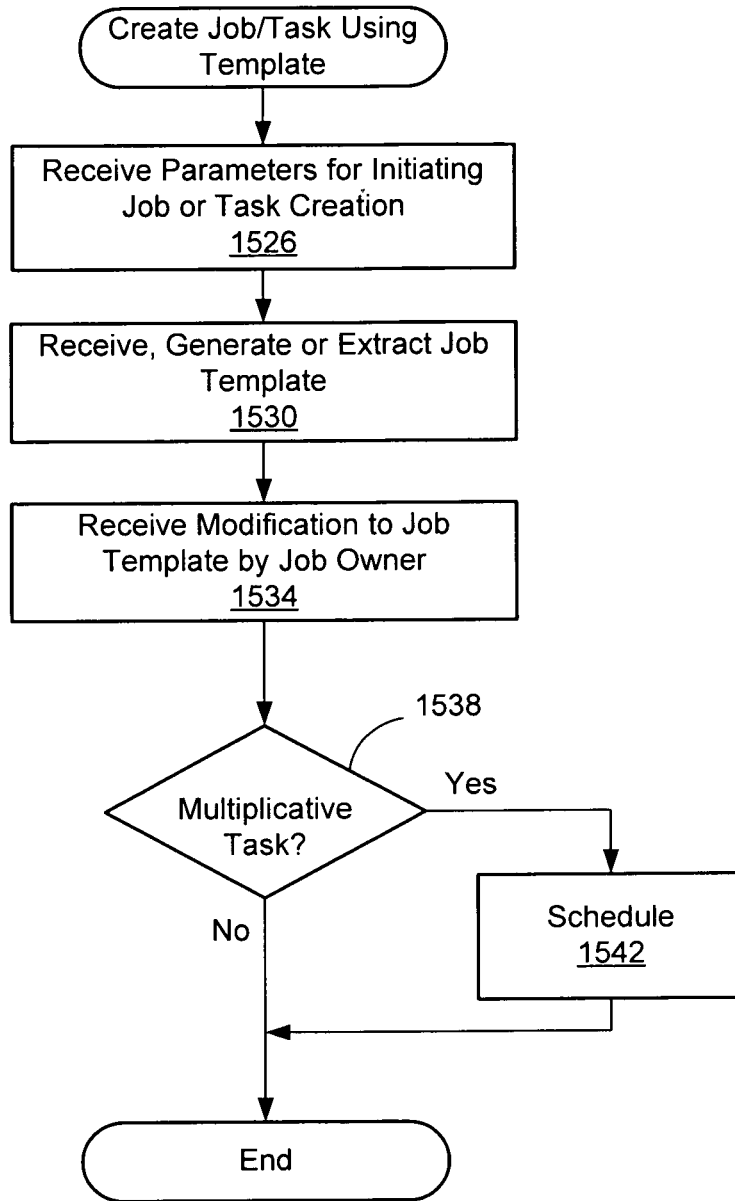 Create Job/Task Using
Template
Receive Parameters for Initiating
Job or Task Creation
1526
Receive, Generate or Extract Job
Template
1530
Receive Modification to Job
Template by Job Owner
1534
1538
Multiplicative
Task?
Yes
No
Schedule
1542
End